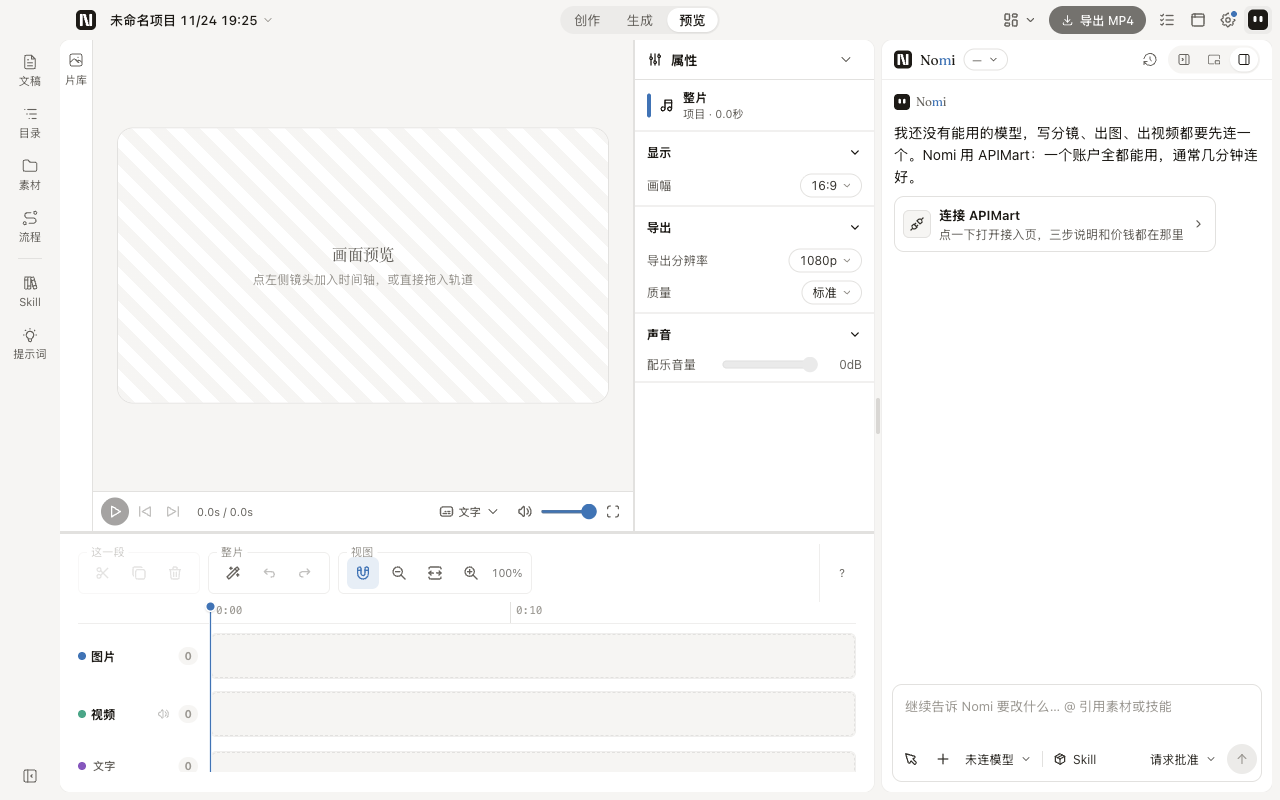 未命名项目 11/24 19:25
创作
生成
预览
导出 MP4
文稿
目录
素材
流程
Skill
提示词
片库
画面预览
点左侧镜头加入时间轴，或直接拖入轨道
0.0s / 0.0s
文字
属性
整片
项目 · 0.0秒
显示
画幅
16:9
导出
导出分辨率
1080p
质量
标准
声音
配乐音量
0dB
这一段
整片
视图
100%
?
0:00
0:10
图片
0
视频
0
文字
0
Nomi
—
Nomi
我还没有能用的模型，写分镜、出图、出视频都要先连一
个。Nomi 用 APIMart：一个账户全都能用，通常几分钟连
好。
连接 APIMart
点一下打开接入页，三步说明和价钱都在那里
继续告诉 Nomi 要改什么... @ 引用素材或技能
未连模型
Skill
请求批准